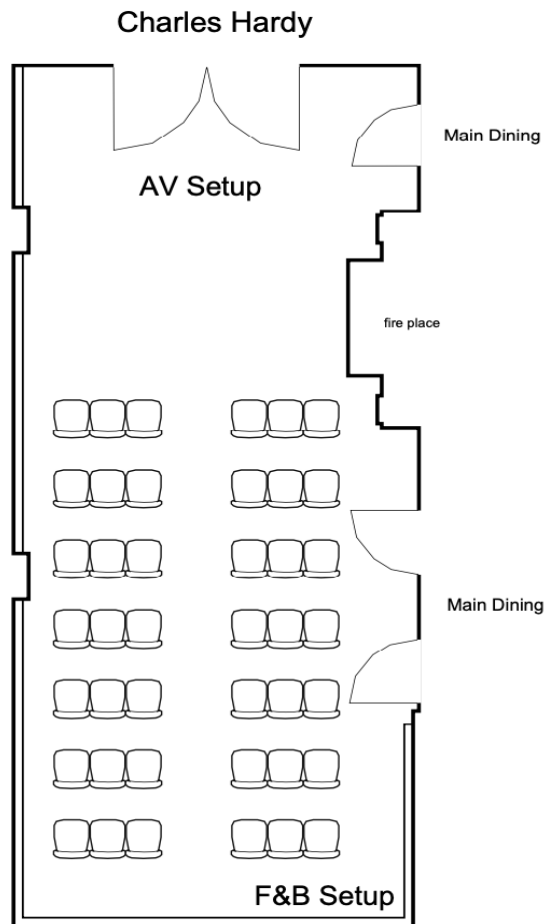 Charles Hardy
Main Dining
AV Setup
fire place
Main Dining
F&B Setup